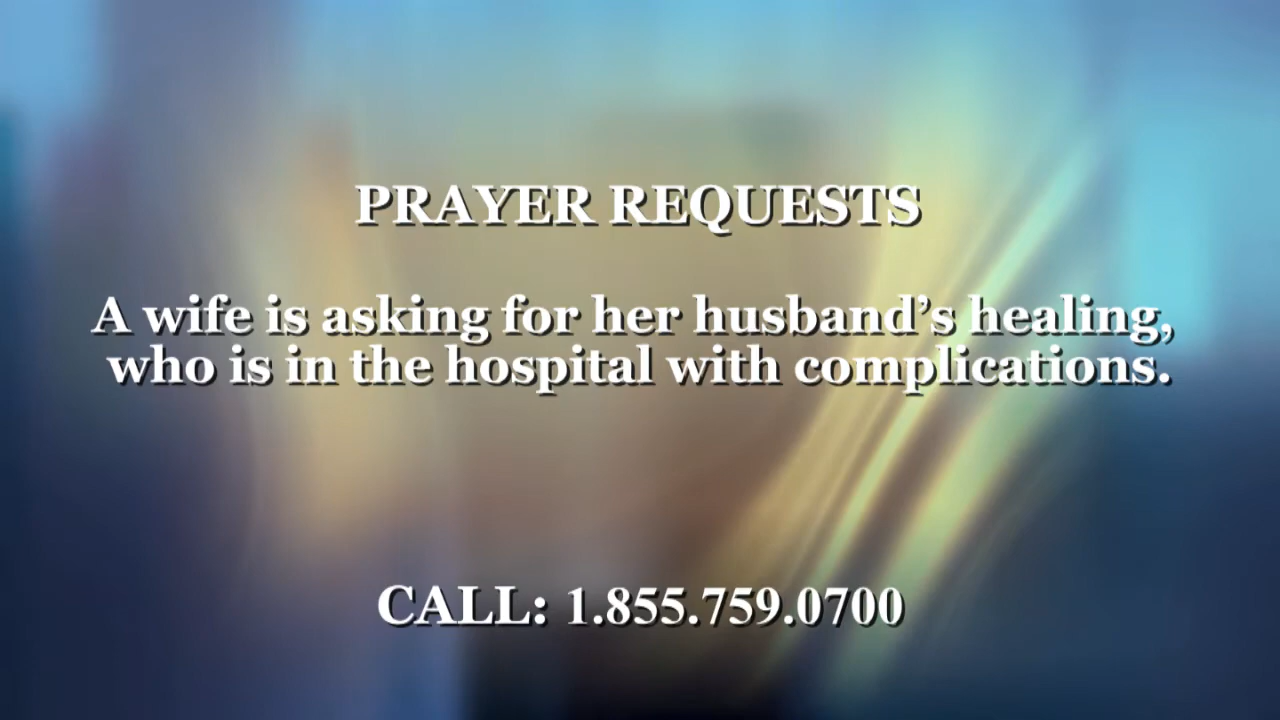 PRAYER REQUESTS
A wife is asking for her husband’s healing,
who is in the hospital with complications.
CALL: 1.855.759.0700